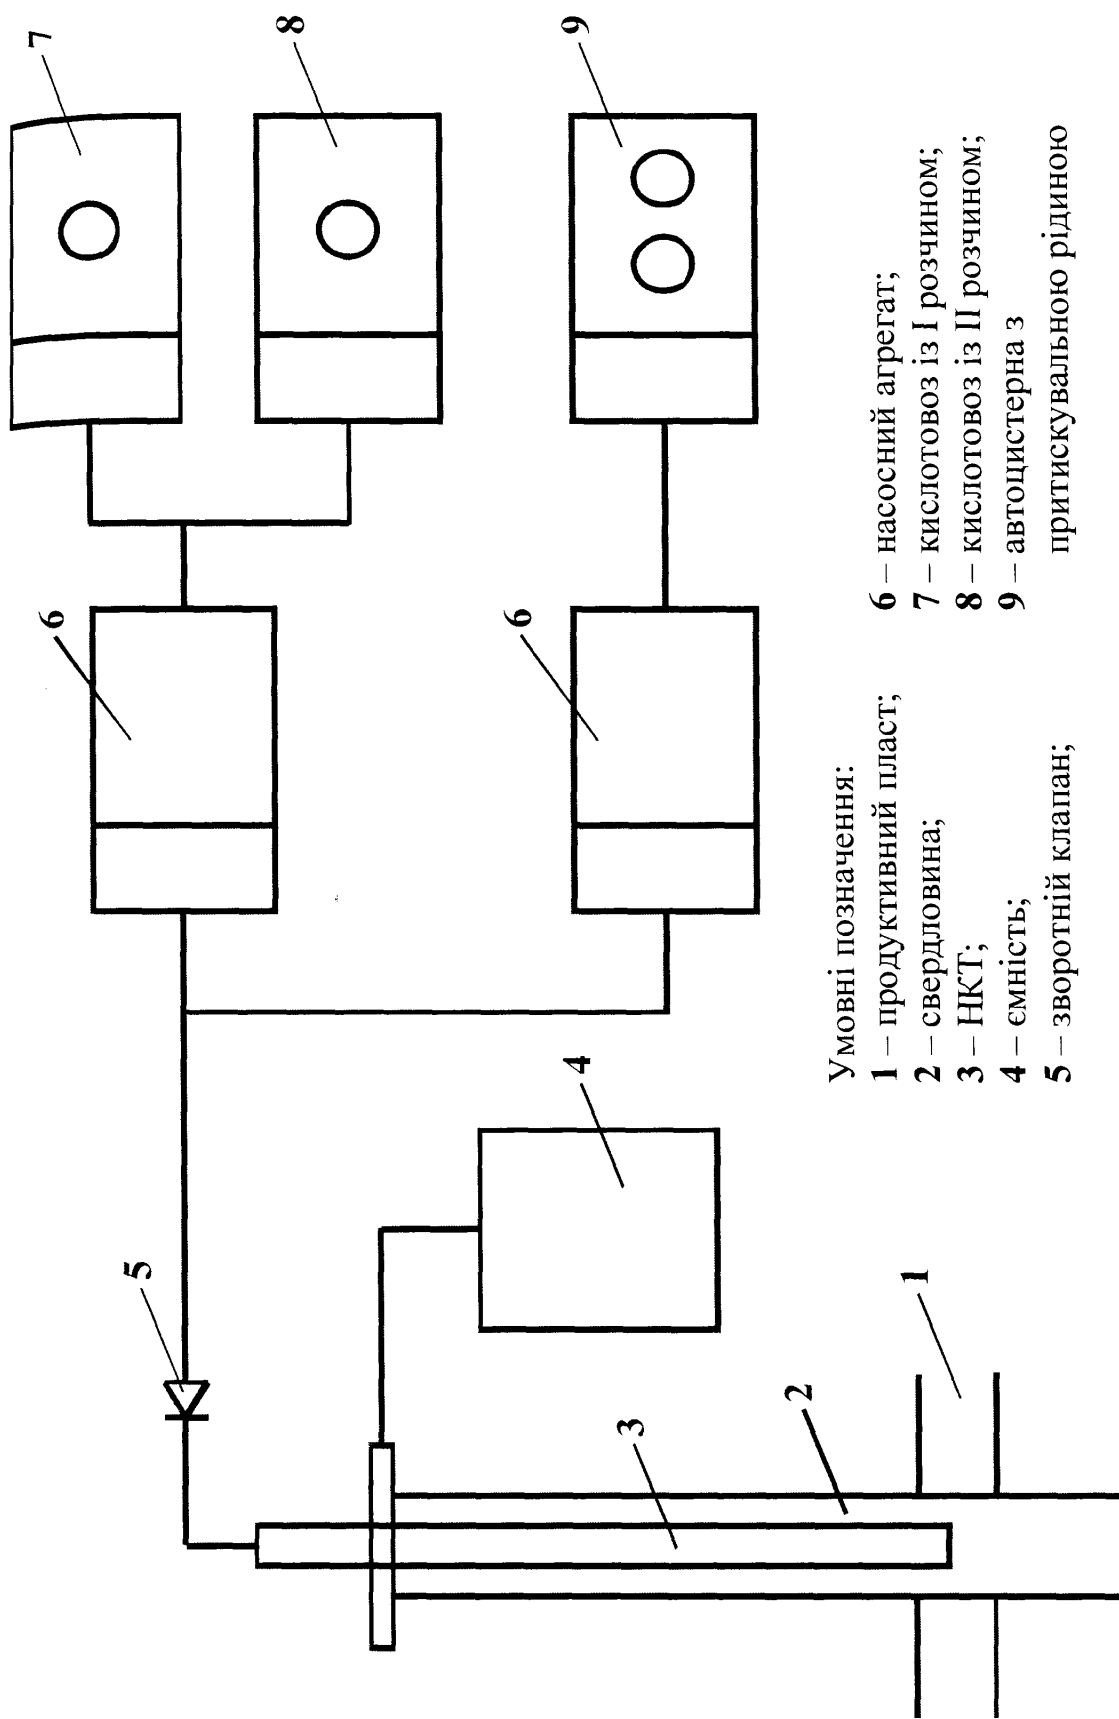 7
8
9
6
6
5
4
3
2
1
Умовні позначення:
1 – продуктивний пласт;
2 – свердловина;
3 – НКТ;
4 – ємність;
5 – зворотній клапан;
6 – насосний агрегат;
7 – кислотовоз із І розчином;
8 – кислотовоз із ІІ розчином;
9 – автоцистерна з
притискувальною рідиною